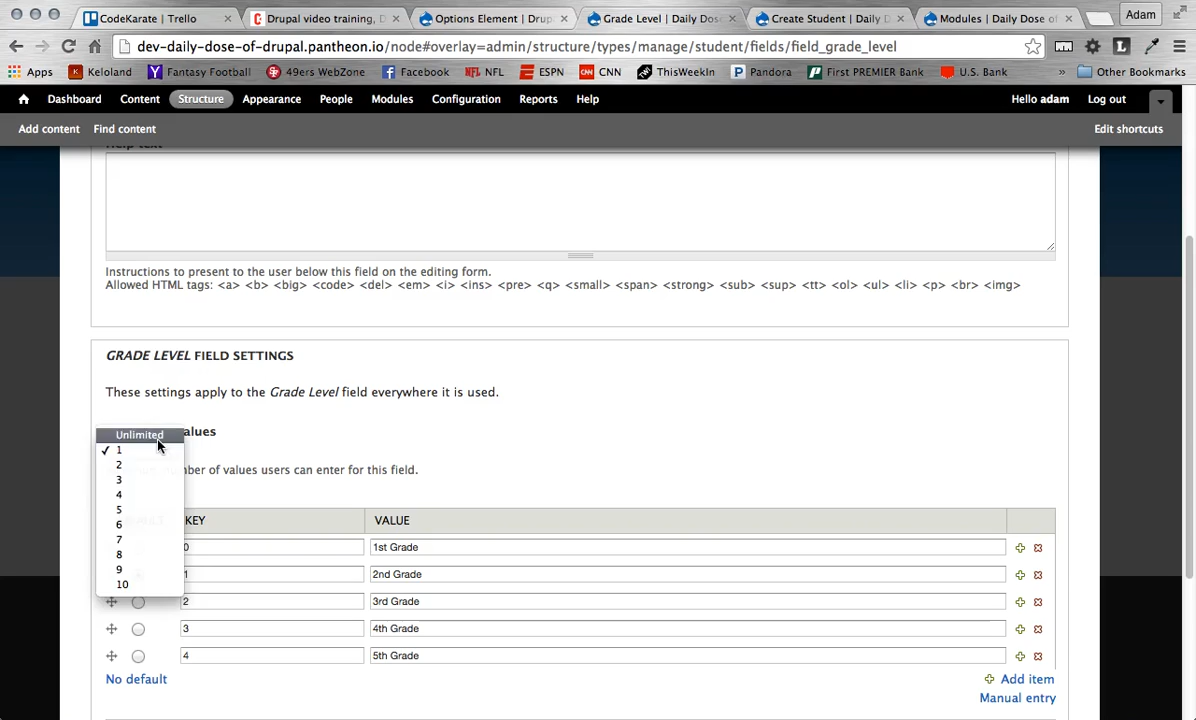 CodeKarate | Trello
Drupal video training, D
Options Element | Drup
Grade Level | Daily Dose
Create Student | Daily D
Modules | Daily Dose of
Adam
dev-daily-dose-of-drupal.pantheon.io/node#overlay=admin/structure/types/manage/student/fields/field_grade_level
Apps
Keloland
Fantasy Football
49ers WebZone
Facebook
NFL
ESPN
CNN
ThisWeekIn
Pandora
First PREMIER Bank
U.S. Bank
»
Other Bookmarks
Dashboard
Content
Structure
Appearance
People
Modules
Configuration
Reports
Help
Hello adam
Log out
Add content
Find content
Edit shortcuts
Help text
Instructions to present to the user below this field on the editing form.
Allowed HTML tags: <a> <b> <big> <code> <del> <em> <i> <ins> <pre> <q> <small> <span> <strong> <sub> <sup> <tt> <ol> <ul> <li> <p> <br> <img>
GRADE LEVEL FIELD SETTINGS
These settings apply to the Grade Level field everywhere it is used.
alues
Unlimited
✓ 1
2
3
4
5
6
7
8
9
10
ber of values users can enter for this field.
KEY
VALUE
0
1st Grade
1
2nd Grade
2
3rd Grade
3
4th Grade
4
5th Grade
No default
Add item
Manual entry